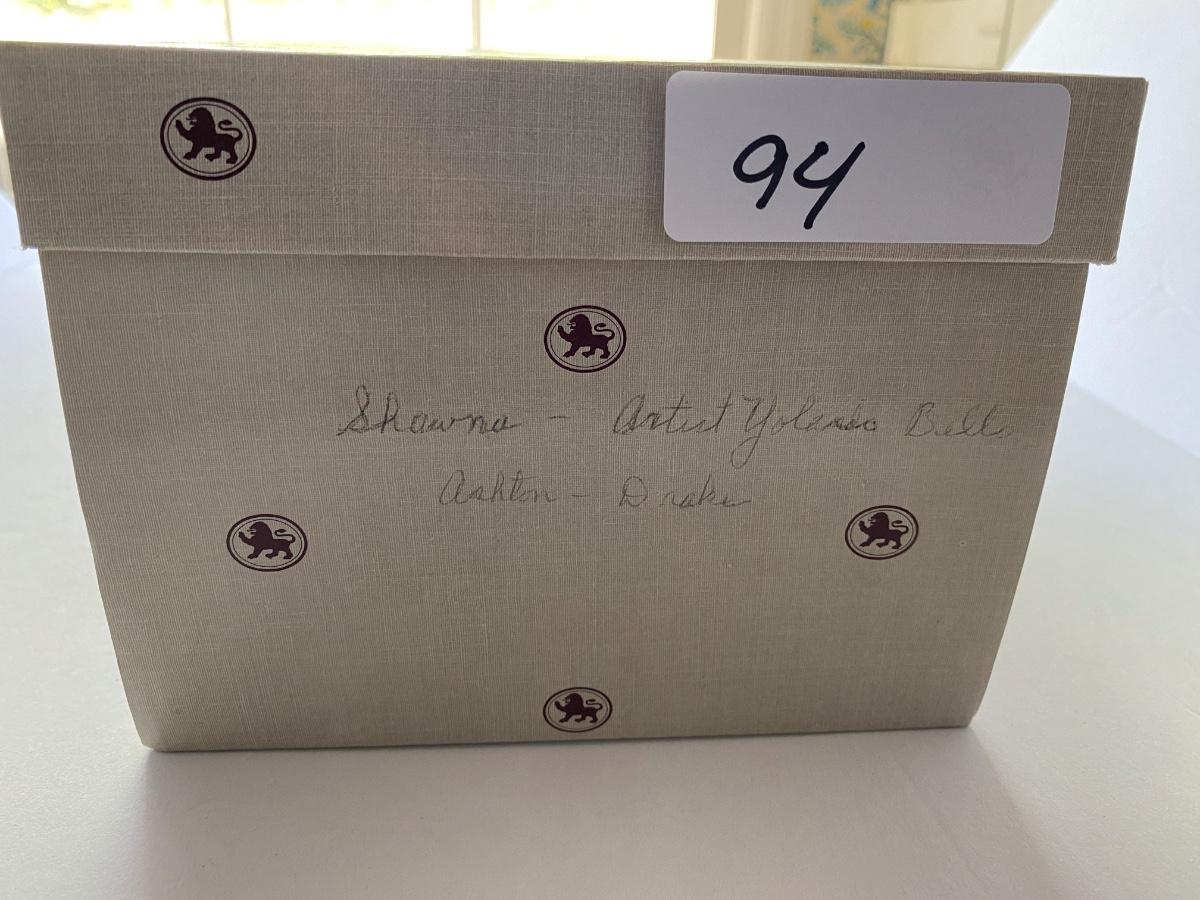 94
Shawna - Artist Yolanda Bello
Ashton - Drake